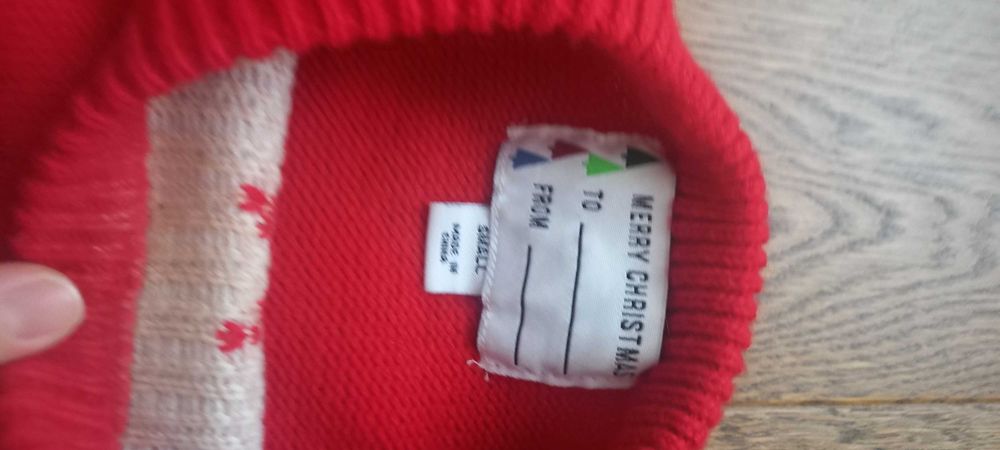 MERRY CHRISTMAS
TO
FROM
SMALL
MADE IN
CHINA